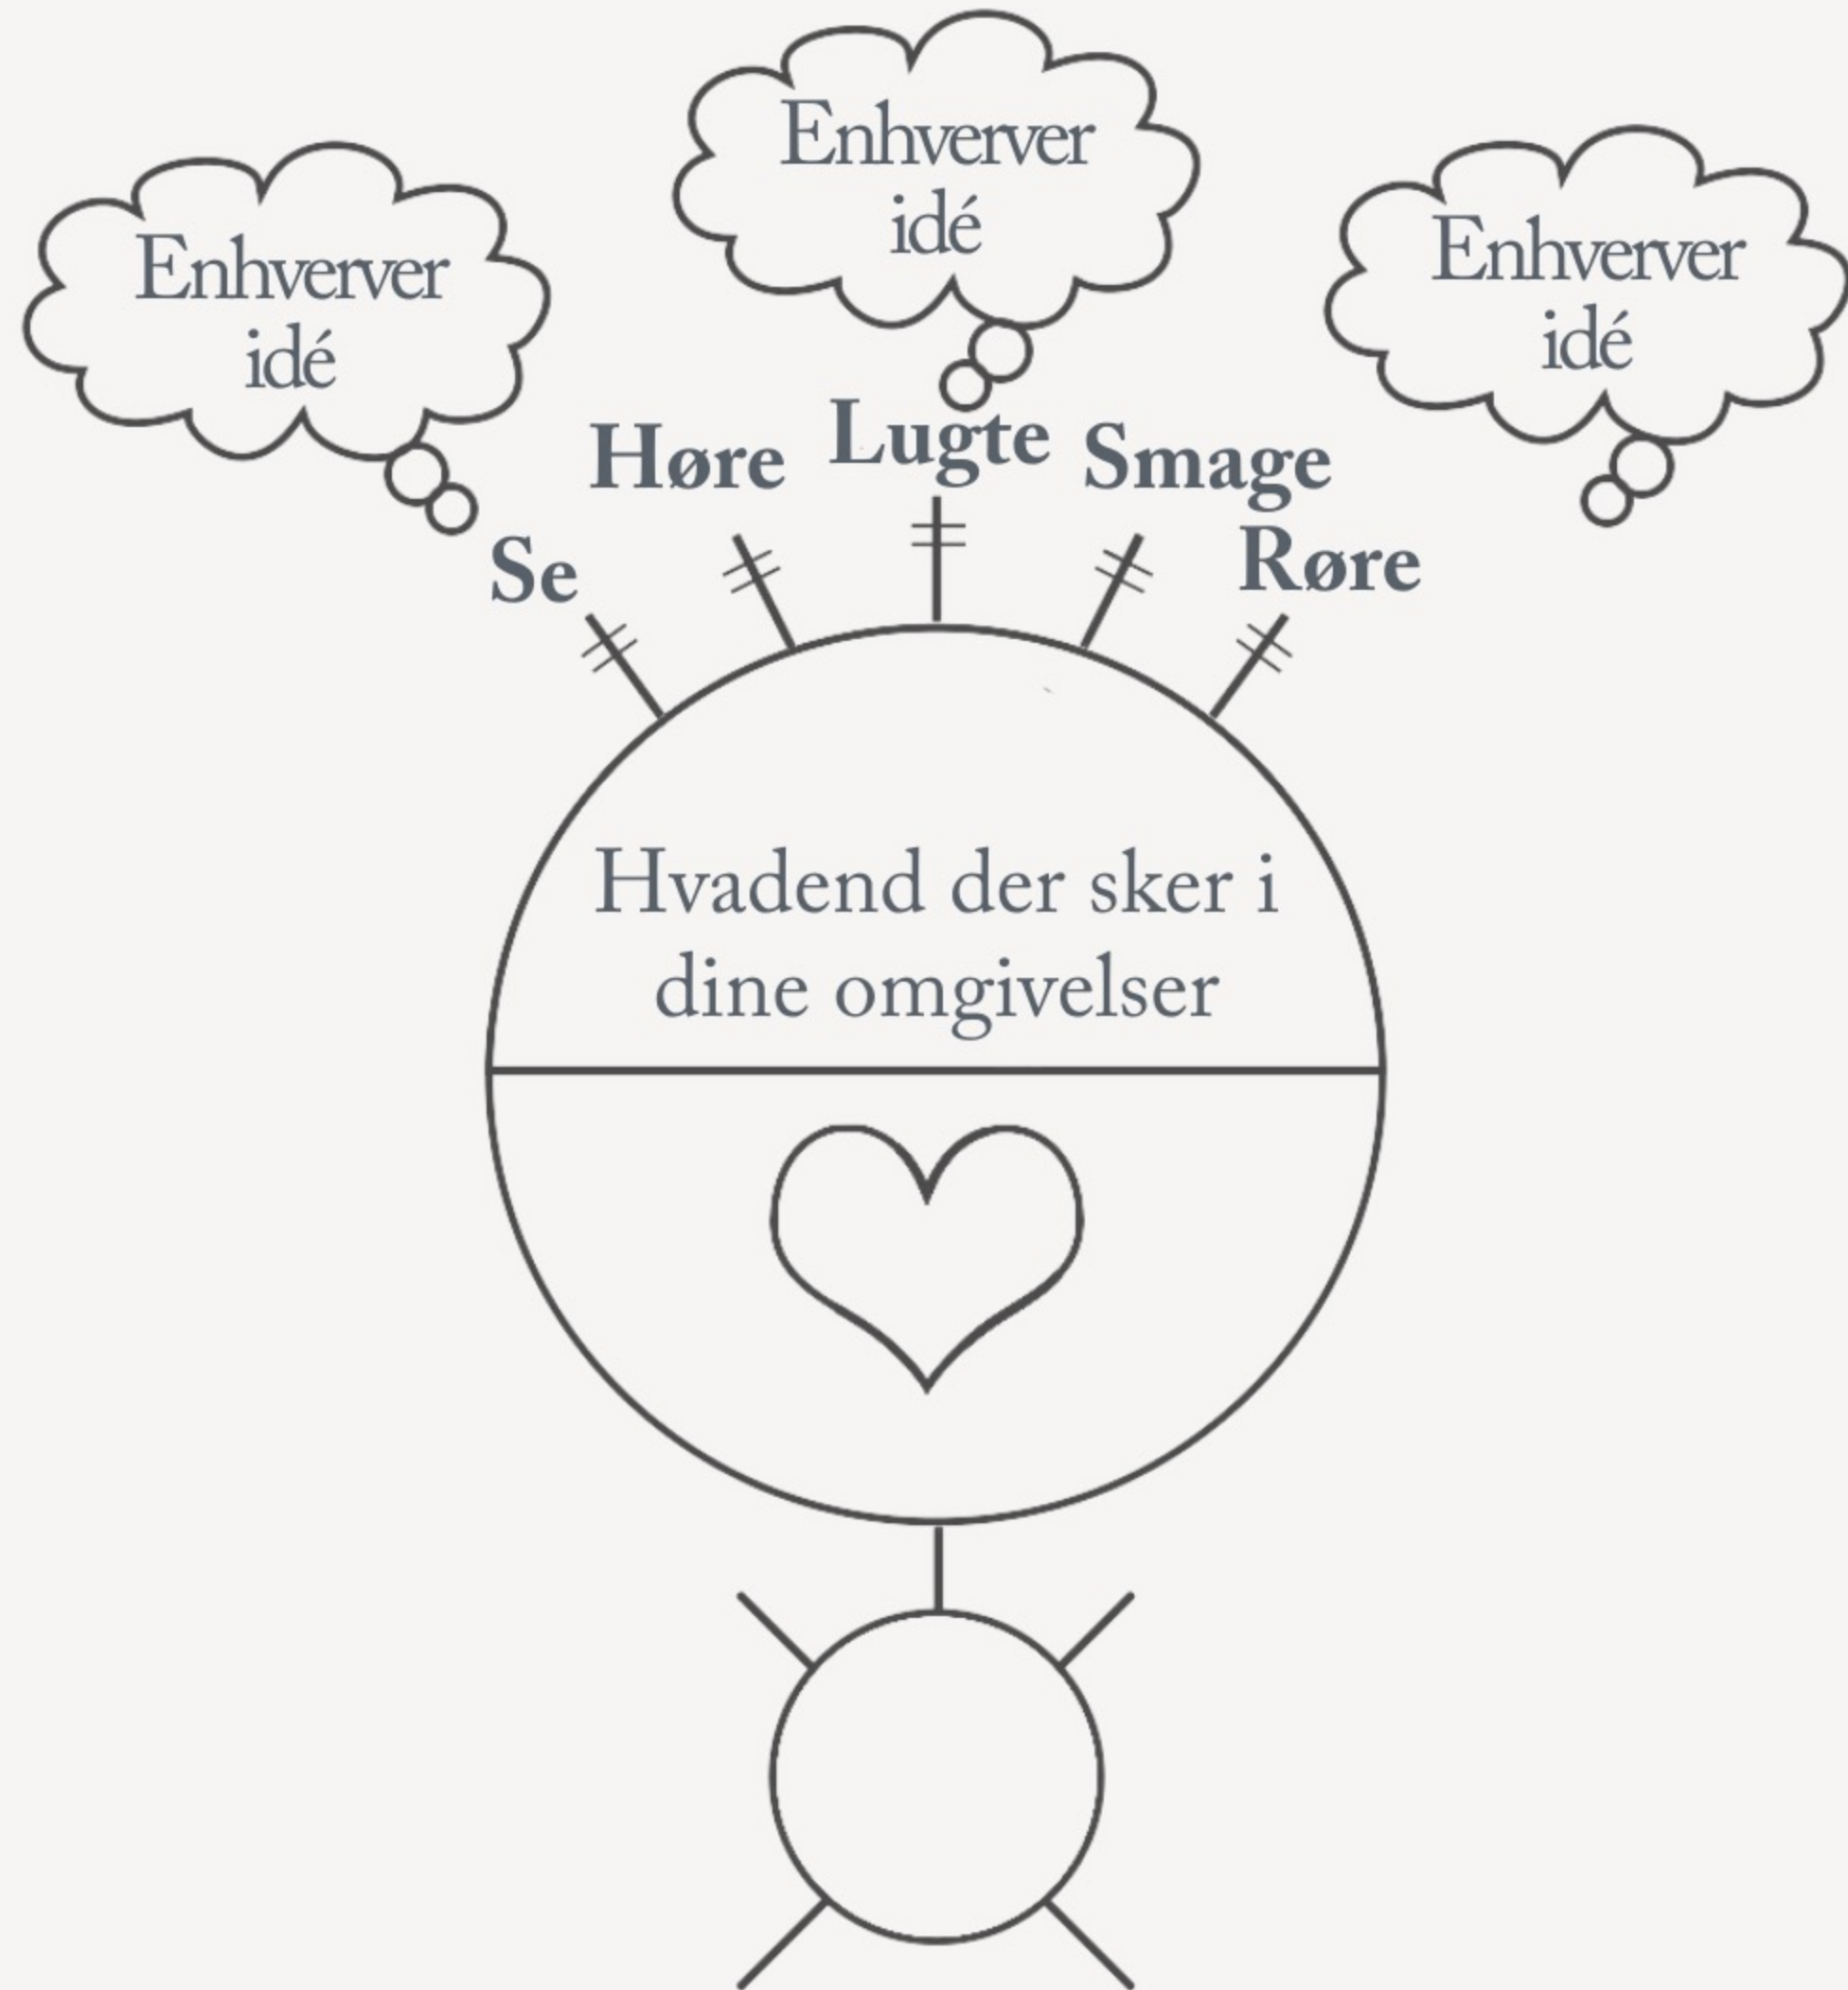 Enhverver
idé
Enhverver
idé
Enhverver
idé
Se
Høre
Lugte
Smage
Røre
Hvadend der sker i
dine omgivelser